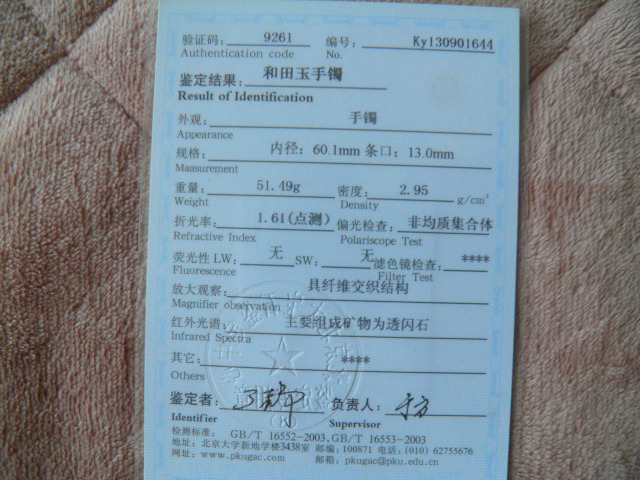 验证码: 9261 编号: Ky130901644
Authentication code No.
鉴定结果: 和田玉手镯
Result of Identification
外观: 手镯
Appearance
规格: 内径: 60.1mm 条口: 13.0mm
Maasurement
重量: 51.49g 密度: 2.95 g/cm³
Weight Density
折光率: 1.61(点测) 偏光检查: 非均质集合体
Refractive Index Polariscope Test
荧光性 LW: 无 SW: 无 滤色镜检查: ****
Fluorescence Filter Test
放大观察: 具纤维交织结构
Magnifier observation
红外光谱: 主要组成矿物为透闪石
Infrared Spectra
其它: ****
Others
鉴定者: 负责人:
Identifier Supervisor
检测标准: GB/T 16552-2003、GB/T 16553-2003
地址: 北京大学新地学楼3438室 邮编: 100871 电话: (010) 62755676
网址: www.pkugac.com 邮箱: pkugac@pku.edu.cn